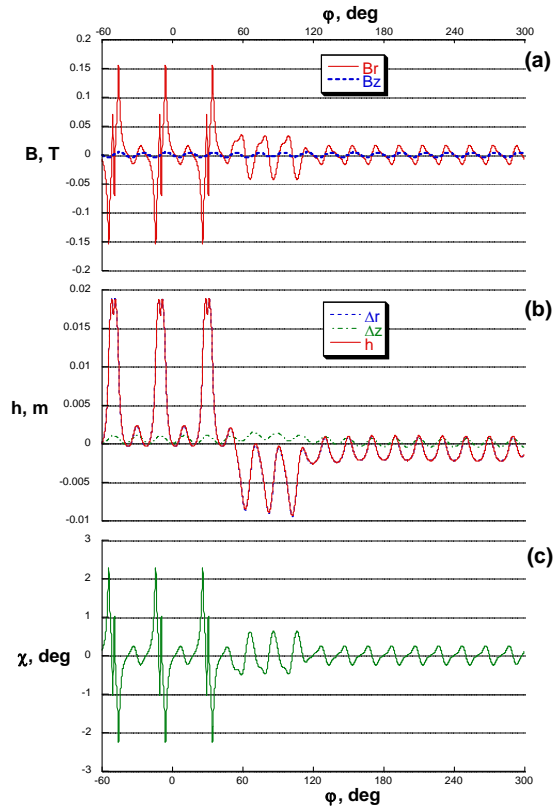 φ, deg
-60 0 60 120 180 240 300
0.2
(a)
0.15
Br
Bz
0.1
0.05
B, T
0
-0.05
-0.1
-0.15
-0.2
0.02
(b)
Δr
Δz
h
0.015
0.01
h, m
0.005
0
-0.005
-0.01
3
(c)
2
1
χ, deg
0
-1
-2
-3
-60 0 60 120 180 240 300
φ, deg